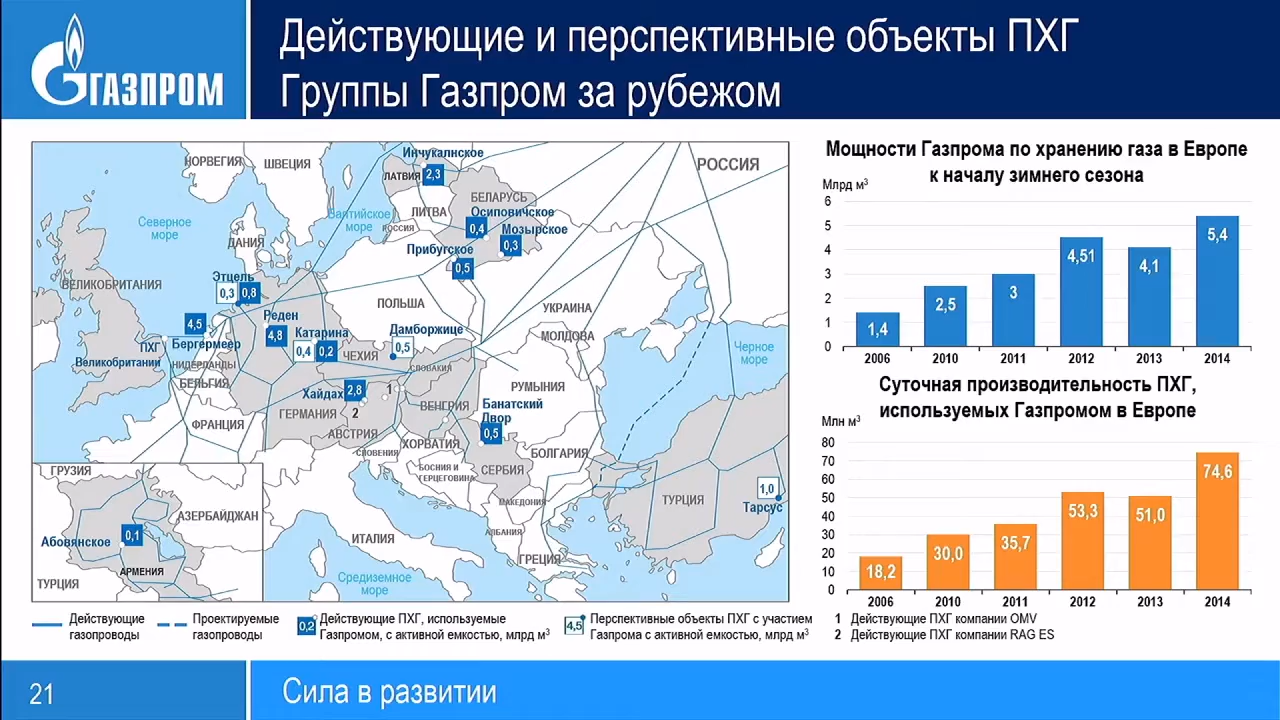 ГАЗПРОМ
Действующие и перспективные объекты ПХГ
Группы Газпром за рубежом
НОРВЕГИЯ
ШВЕЦИЯ
Инчукалнское
ЛАТВИЯ
2,3
РОССИЯ
Северное
море
Балтийское
море
ЛИТВА
РОССИЯ
БЕЛАРУСЬ
Осиповичское
0,4
Мозырское
0,3
ДАНИЯ
Прибугское
0,5
ВЕЛИКОБРИТАНИЯ
Этцель
0,3
0,8
ПОЛЬША
УКРАИНА
Реден
4,8
4,5
Бергермеер
ПХГ
Великобритании
Катарина
0,4
0,2
Дамборжице
0,5
МОЛДОВА
Черное
море
НИДЕРЛАНДЫ
ЧЕХИЯ
СЛОВАКИЯ
БЕЛЬГИЯ
РУМЫНИЯ
Хайдах
2,8
1
2
ГЕРМАНИЯ
ВЕНГРИЯ
Банатский
Двор
0,5
ФРАНЦИЯ
АВСТРИЯ
СЛОВЕНИЯ
ХОРВАТИЯ
БОЛГАРИЯ
БОСНИЯ И
ГЕРЦЕГОВИНА
СЕРБИЯ
МАКЕДОНИЯ
АЛБАНИЯ
ГРЕЦИЯ
ТУРЦИЯ
1,0
Тарсус
ИТАЛИЯ
Средиземное
море
ГРУЗИЯ
АЗЕРБАЙДЖАН
Абовянское
0,1
АРМЕНИЯ
ТУРЦИЯ
Действующие
газопроводы
Проектируемые
газопроводы
0,2
Действующие ПХГ, используемые
Газпромом, с активной емкостью, млрд м³
4,5
Перспективные объекты ПХГ с участием
Газпрома с активной емкостью, млрд м³
Мощности Газпрома по хранению газа в Европе
к началу зимнего сезона
Млрд м³
6
5
4
3
2
1
0
1,4
2,5
3
4,51
4,1
5,4
2006 2010 2011 2012 2013 2014
Суточная производительность ПХГ,
используемых Газпромом в Европе
Млн м³
80
70
60
50
40
30
20
10
0
18,2
30,0
35,7
53,3
51,0
74,6
2006 2010 2011 2012 2013 2014
1 Действующие ПХГ компании OMV
2 Действующие ПХГ компании RAG ES
21
Сила в развитии